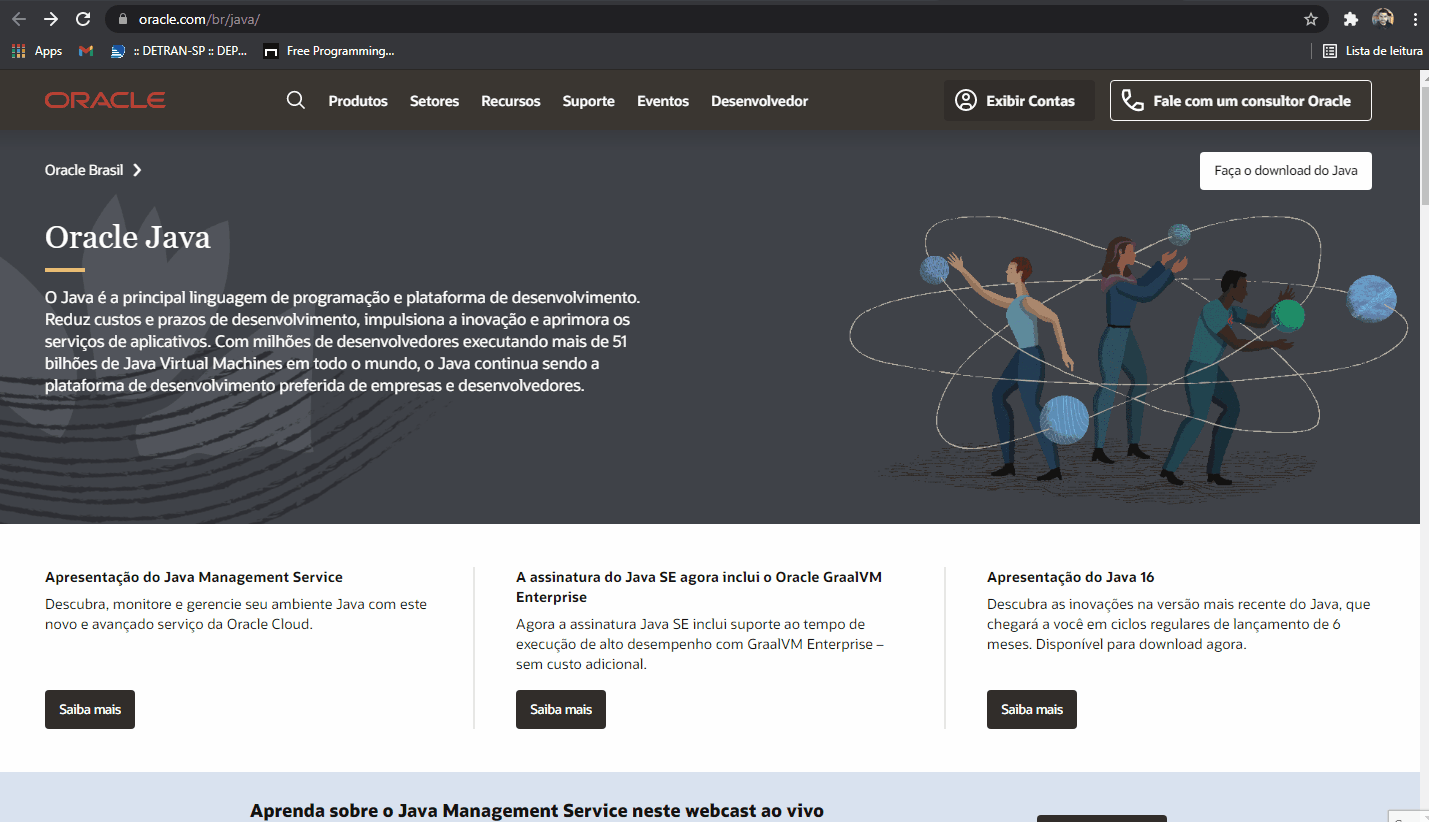 oracle.com/br/java/
Apps
:: DETRAN-SP :: DEP...
Free Programming...
Lista de leitura
ORACLE
Produtos
Setores
Recursos
Suporte
Eventos
Desenvolvedor
Exibir Contas
Fale com um consultor Oracle
Oracle Brasil
Faça o download do Java
Oracle Java
O Java é a principal linguagem de programação e plataforma de desenvolvimento.
Reduz custos e prazos de desenvolvimento, impulsiona a inovação e aprimora os
serviços de aplicativos. Com milhões de desenvolvedores executando mais de 51
bilhões de Java Virtual Machines em todo o mundo, o Java continua sendo a
plataforma de desenvolvimento preferida de empresas e desenvolvedores.
Apresentação do Java Management Service
Descubra, monitore e gerencie seu ambiente Java com este
novo e avançado serviço da Oracle Cloud.
Saiba mais
A assinatura do Java SE agora inclui o Oracle GraalVM
Enterprise
Agora a assinatura Java SE inclui suporte ao tempo de
execução de alto desempenho com GraalVM Enterprise –
sem custo adicional.
Saiba mais
Apresentação do Java 16
Descubra as inovações na versão mais recente do Java, que
chegará a você em ciclos regulares de lançamento de 6
meses. Disponível para download agora.
Saiba mais
Aprenda sobre o Java Management Service neste webcast ao vivo